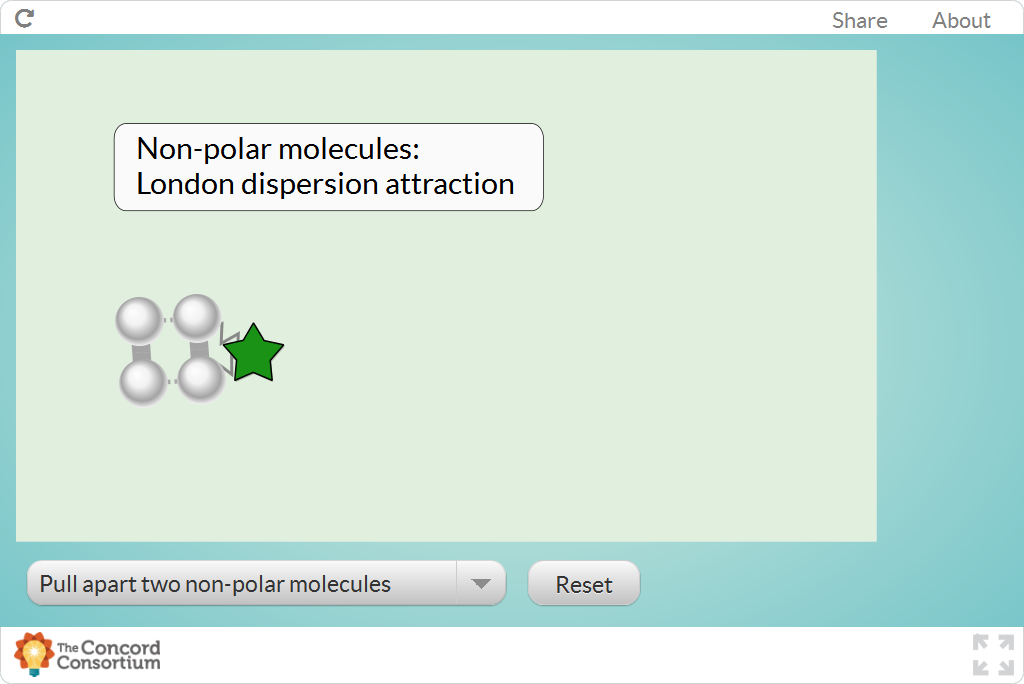 Share About
Non-polar molecules:
London dispersion attraction
Pull apart two non-polar molecules
Reset
The Concord
Consortium